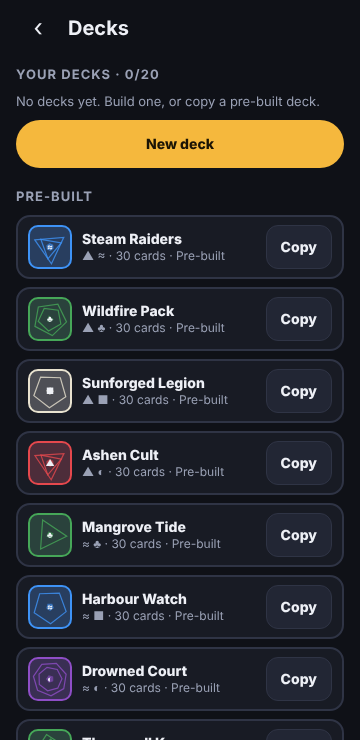 Decks
YOUR DECKS · 0/20
No decks yet. Build one, or copy a pre-built deck.
New deck
PRE-BUILT
Steam Raiders
▲ ≈ · 30 cards · Pre-built
Copy
Wildfire Pack
▲ ♣ · 30 cards · Pre-built
Copy
Sunforged Legion
▲ ■ · 30 cards · Pre-built
Copy
Ashen Cult
▲ ◖ · 30 cards · Pre-built
Copy
Mangrove Tide
≈ ♣ · 30 cards · Pre-built
Copy
Harbour Watch
≈ ■ · 30 cards · Pre-built
Copy
Drowned Court
≈ ◖ · 30 cards · Pre-built
Copy